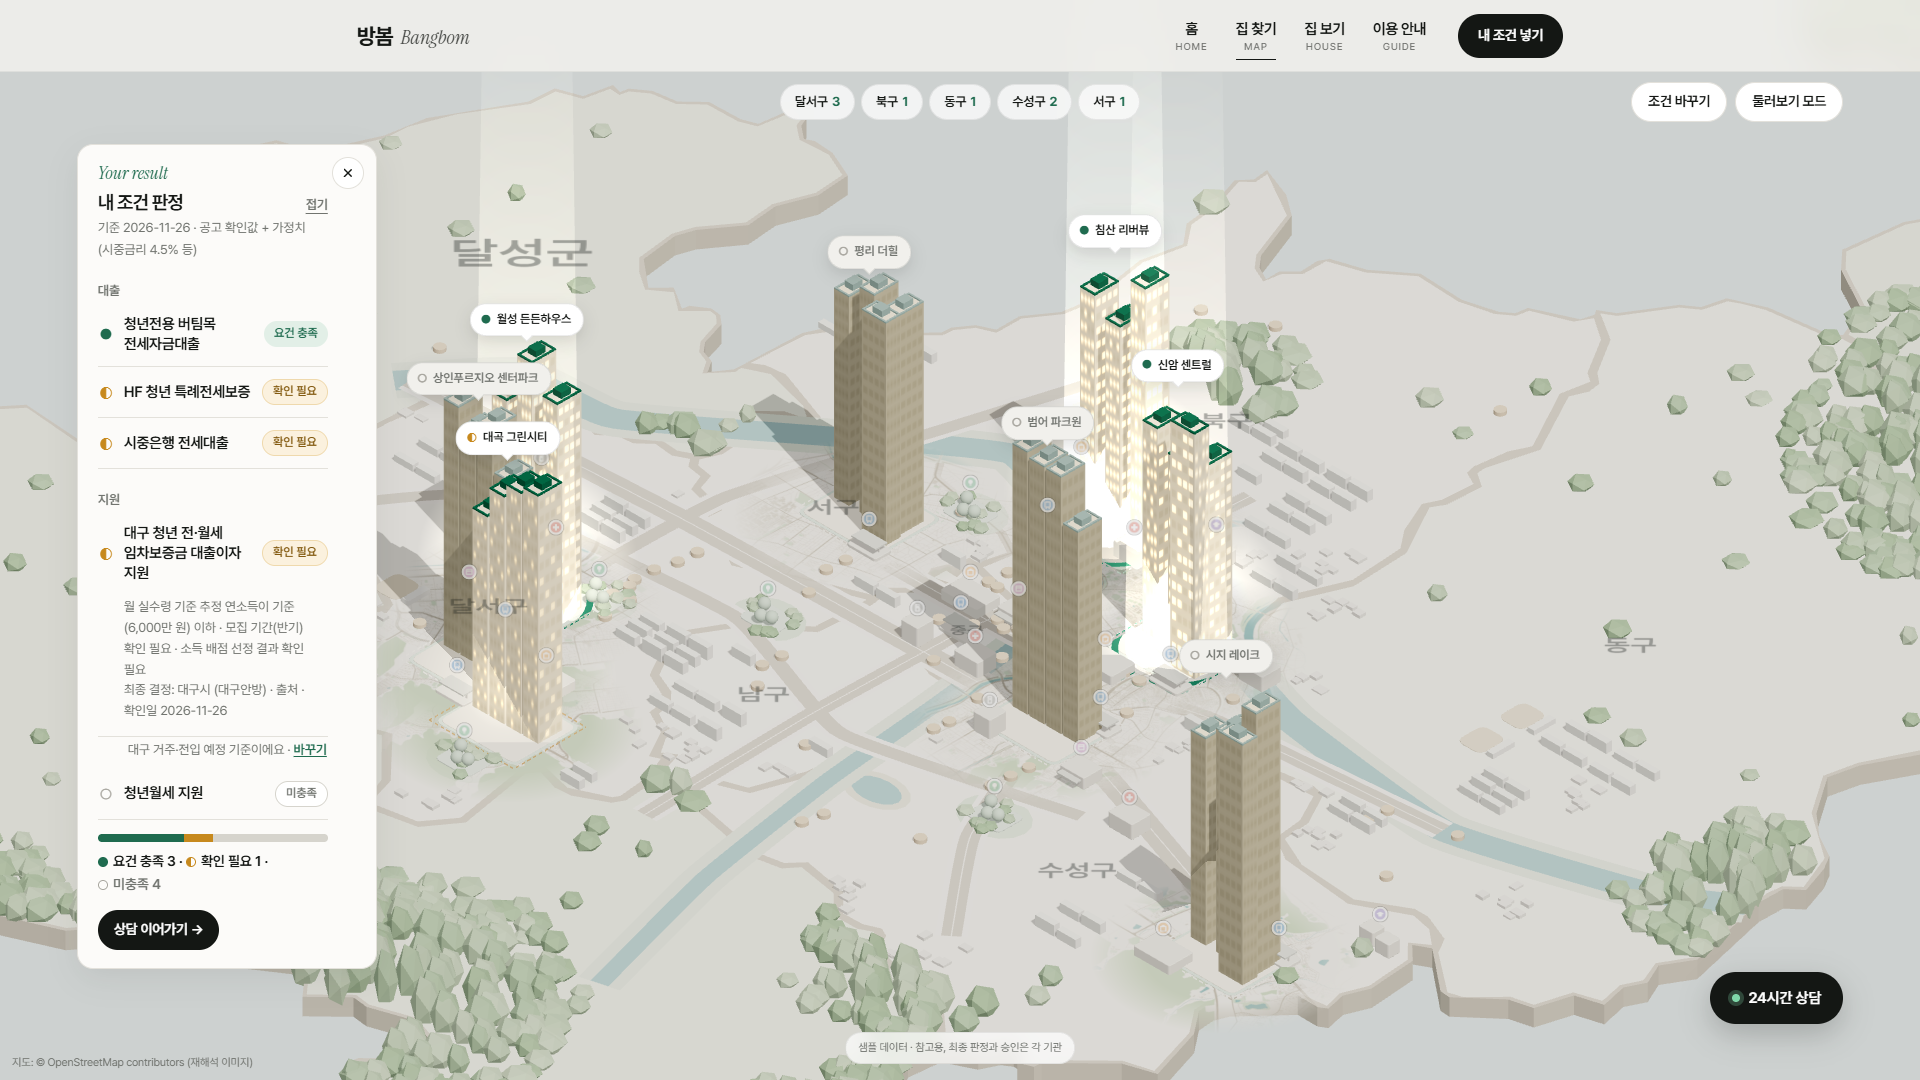 방봄 Bangbom
홈
HOME
집 찾기
MAP
집 보기
HOUSE
이용 안내
GUIDE
내 조건 넣기
달서구 3
북구 1
동구 1
수성구 2
서구 1
조건 바꾸기
둘러보기 모드
Your result
내 조건 판정
접기
기준 2026-11-26 · 공고 확인값 + 가정치
(시중금리 4.5% 등)
대출
청년전용 버팀목
전세자금대출
요건 충족
HF 청년 특례전세보증
확인 필요
시중은행 전세대출
확인 필요
지원
대구 청년 전·월세
임차보증금 대출이자
지원
확인 필요
월 실수령 기준 추정 연소득이 기준
(6,000만 원) 이하 · 모집 기간(반기)
확인 필요 · 소득 배점 선정 결과 확인
필요
최종 결정: 대구시 (대구안방) · 출처 ·
확인일 2026-11-26
대구 거주·전입 예정 기준이에요 · 바꾸기
청년월세 지원
미충족
요건 충족 3 · 확인 필요 1 ·
미충족 4
상담 이어가기 →
달성군
평리 더힐
침산 리버뷰
월성 든든하우스
신암 센트럴
상인푸르지오 센터파크
범어 파크원
북구
대곡 그린시티
서구
달서구
중구
동구
시지 레이크
남구
수성구
24시간 상담
샘플 데이터 · 참고용, 최종 판정과 승인은 각 기관
지도: © OpenStreetMap contributors (재해석 이미지)